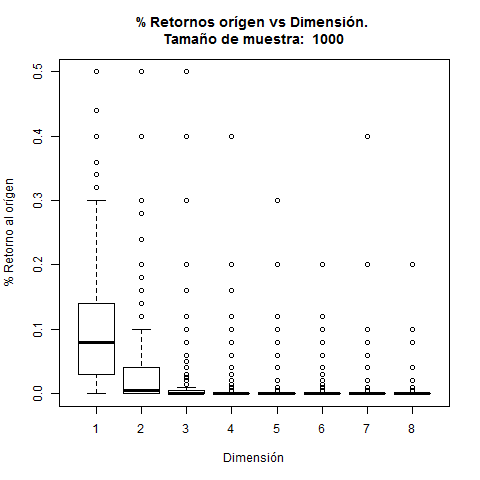 % Retornos orígen vs Dimensión.
Tamaño de muestra:  1000
% Retorno al orígen
0.5
0.4
0.3
0.2
0.1
0.0
1 2 3 4 5 6 7 8
Dimensión